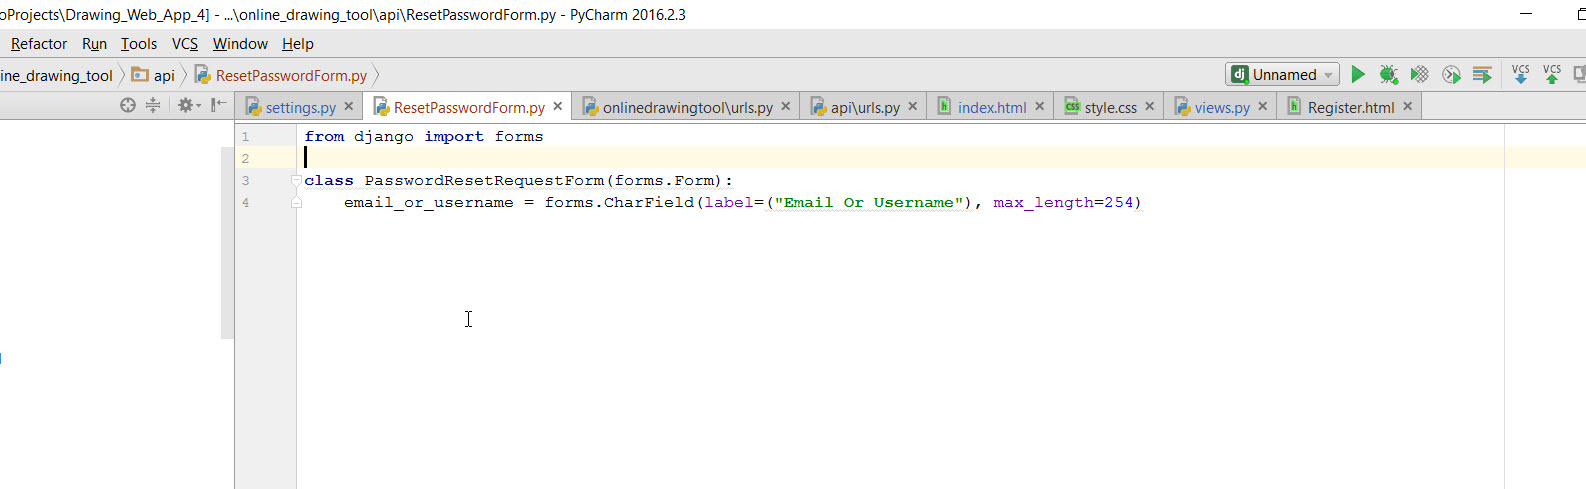 oProjects\Drawing_Web_App_4] - ...\online_drawing_tool\api\ResetPasswordForm.py - PyCharm 2016.2.3
Refactor Run Tools VCS Window Help
ine_drawing_tool api ResetPasswordForm.py
dj Unnamed VCS VCS
settings.py ResetPasswordForm.py onlinedrawingtool\urls.py api\urls.py index.html style.css views.py Register.html
1 from django import forms
2
3 class PasswordResetRequestForm(forms.Form):
4 email_or_username = forms.CharField(label=("Email Or Username"), max_length=254)